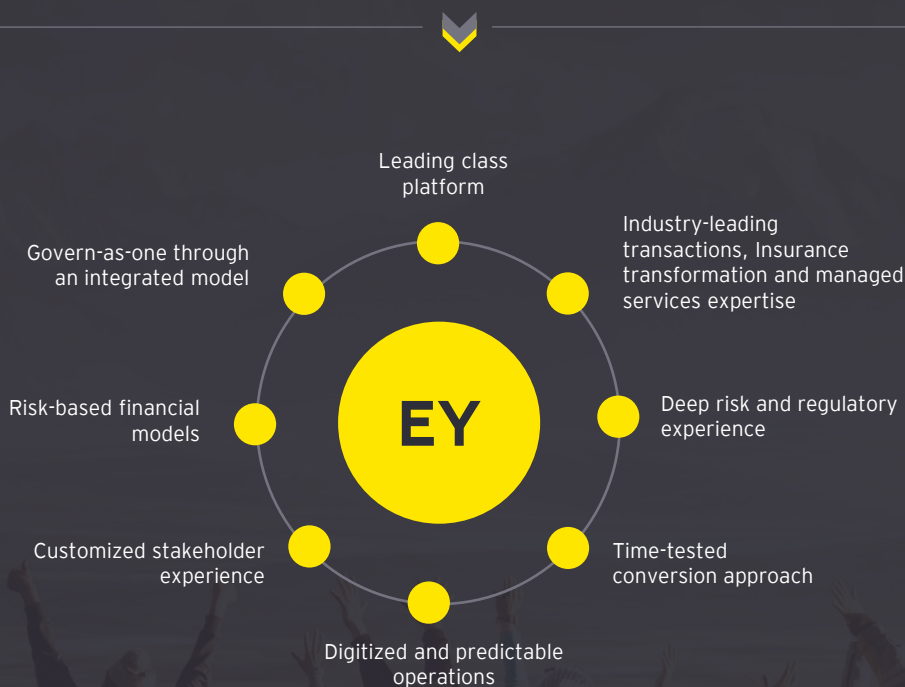 Leading class
platform
Industry-leading
transactions, Insurance
transformation and managed
services expertise
Govern-as-one through
an integrated model
EY
Risk-based financial
models
Deep risk and regulatory
experience
Customized stakeholder
experience
Time-tested
conversion approach
Digitized and predictable
operations